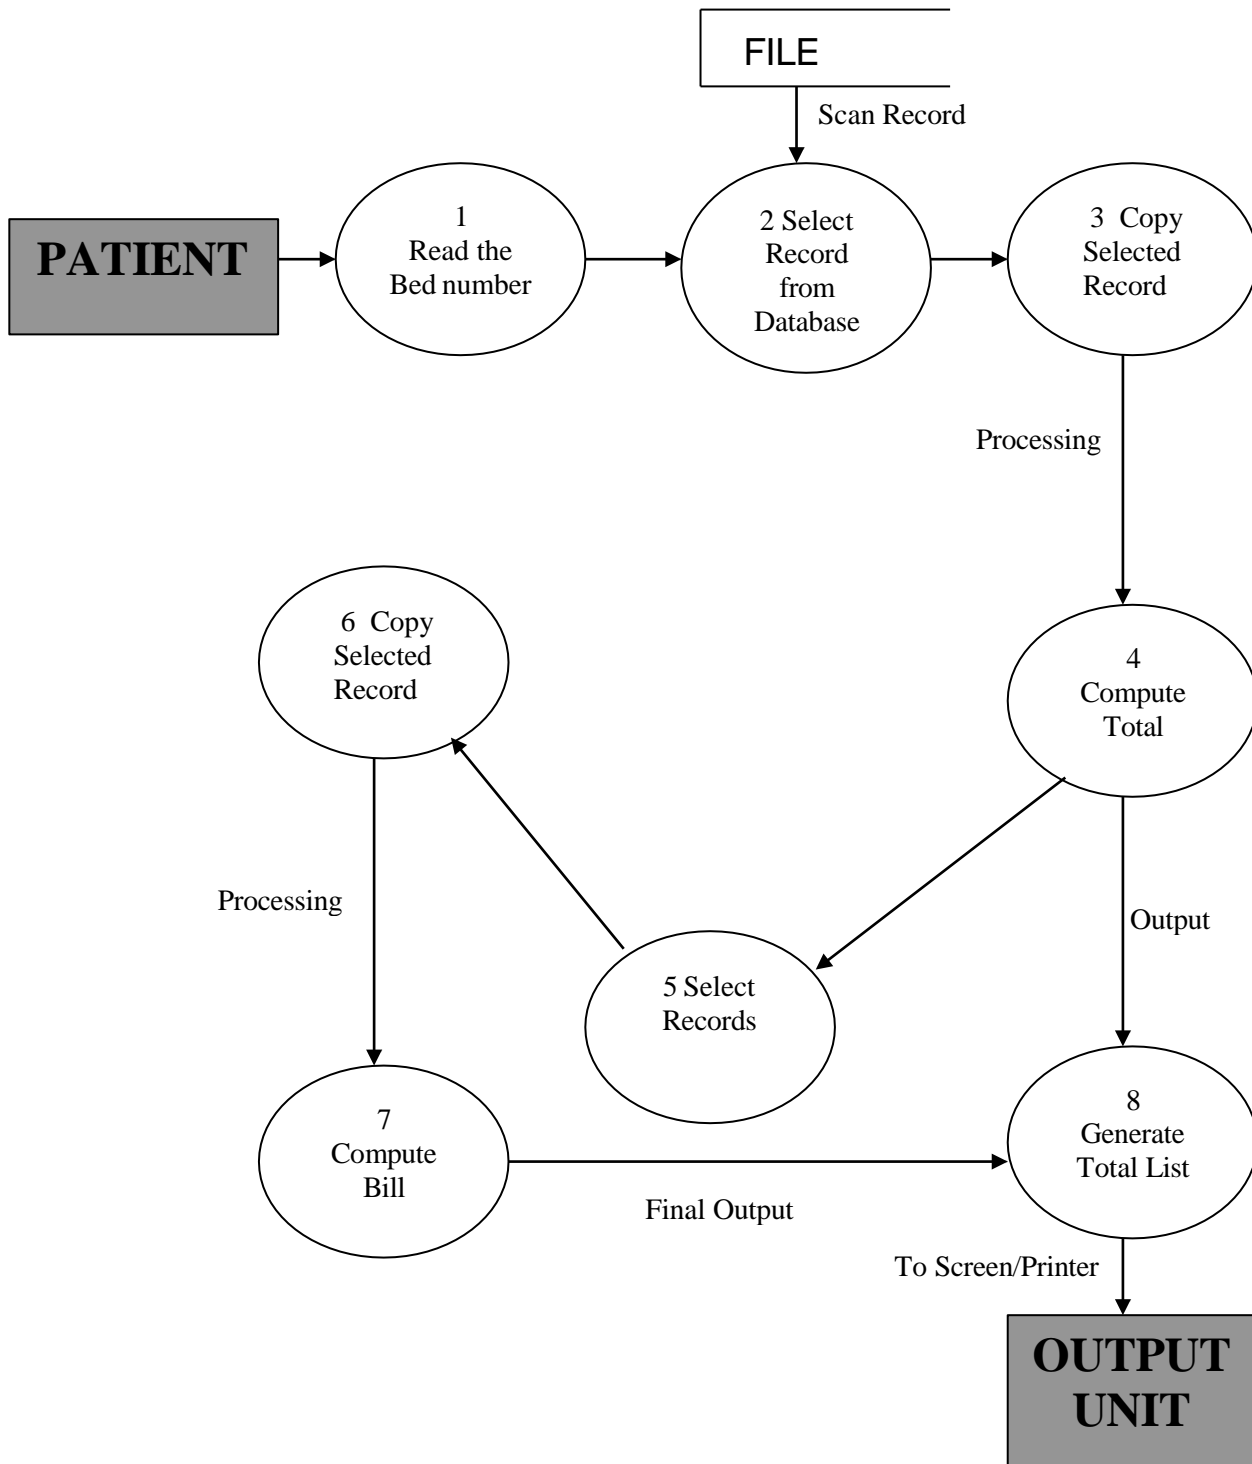 FILE
Scan Record
PATIENT
1
Read the
Bed number
2 Select
Record
from
Database
3  Copy
Selected
Record
Processing
6  Copy
Selected
Record
4
Compute
Total
Processing
Output
5 Select
Records
7
Compute
Bill
8
Generate
Total List
Final Output
To Screen/Printer
OUTPUT
UNIT